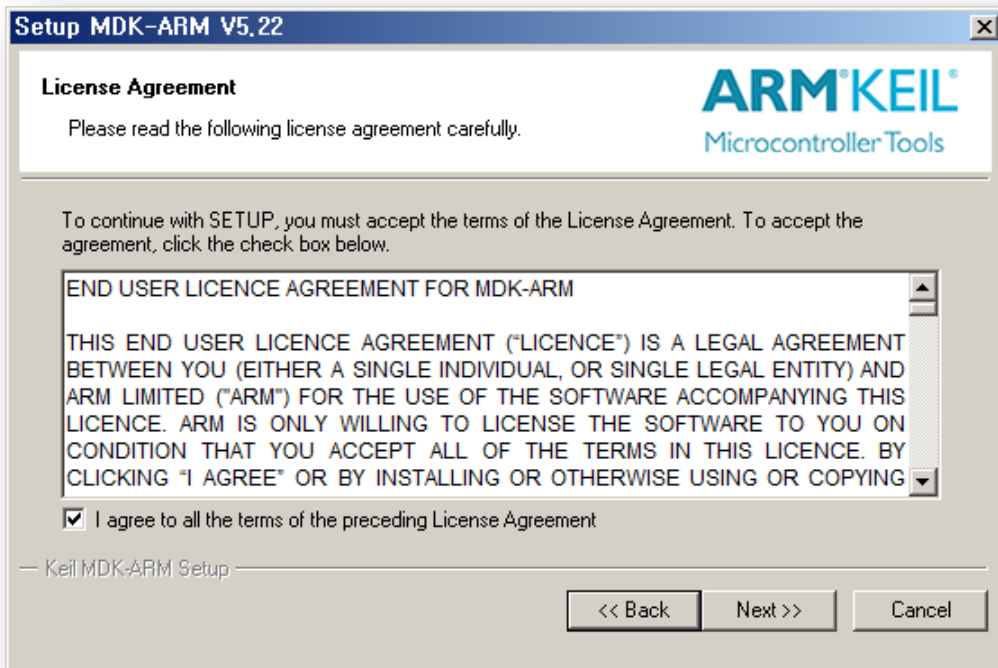 Setup MDK-ARM V5.22
License Agreement
Please read the following license agreement carefully.
ARM®KEIL®
Microcontroller Tools
To continue with SETUP, you must accept the terms of the License Agreement. To accept the
agreement, click the check box below.
END USER LICENCE AGREEMENT FOR MDK-ARM
THIS END USER LICENCE AGREEMENT (“LICENCE”) IS A LEGAL AGREEMENT
BETWEEN YOU (EITHER A SINGLE INDIVIDUAL, OR SINGLE LEGAL ENTITY) AND
ARM LIMITED ("ARM") FOR THE USE OF THE SOFTWARE ACCOMPANYING THIS
LICENCE. ARM IS ONLY WILLING TO LICENSE THE SOFTWARE TO YOU ON
CONDITION THAT YOU ACCEPT ALL OF THE TERMS IN THIS LICENCE. BY
CLICKING “I AGREE” OR BY INSTALLING OR OTHERWISE USING OR COPYING
I agree to all the terms of the preceding License Agreement
Keil MDK-ARM Setup
<< Back
Next >>
Cancel